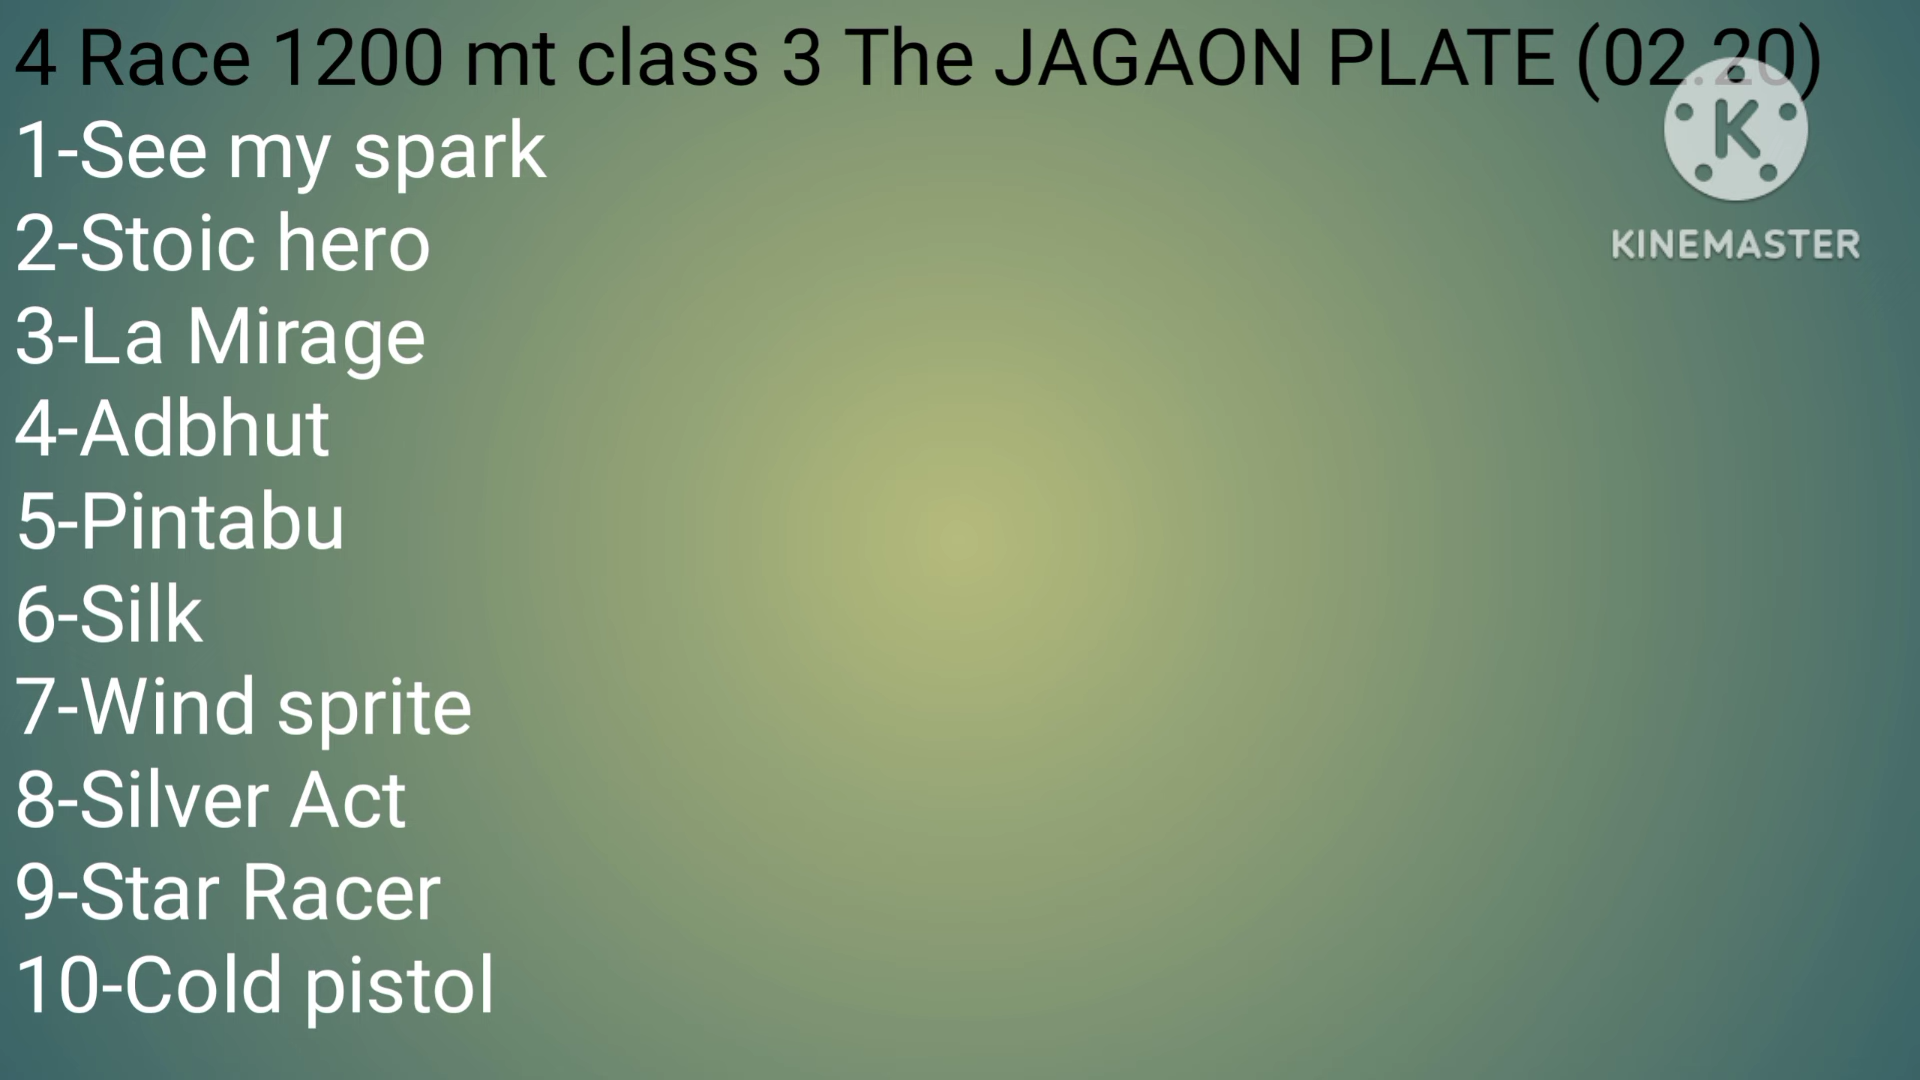 4 Race 1200 mt class 3 The JAGAON PLATE (02.20)
1-See my spark
2-Stoic hero
3-La Mirage
4-Adbhut
5-Pintabu
6-Silk
7-Wind sprite
8-Silver Act
9-Star Racer
10-Cold pistol
K
KINEMASTER